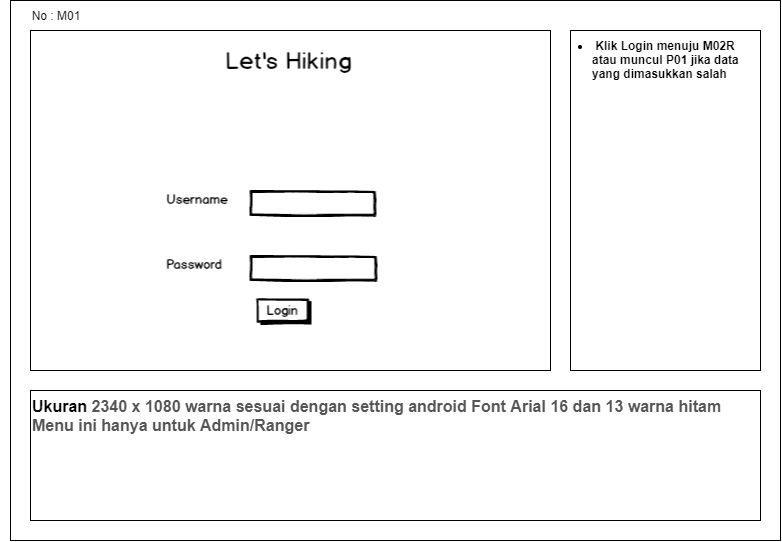 No : M01
Let's Hiking
Username
Password
Login
• Klik Login menuju M02R
atau muncul P01 jika data
yang dimasukkan salah
Ukuran 2340 x 1080 warna sesuai dengan setting android Font Arial 16 dan 13 warna hitam
Menu ini hanya untuk Admin/Ranger